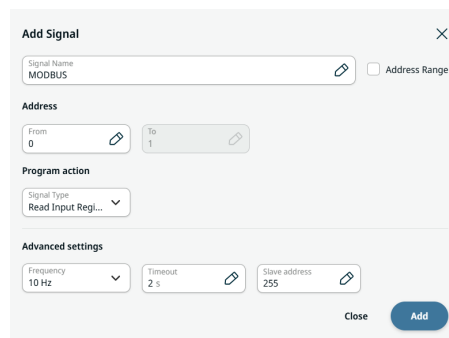 Add Signal
Signal Name
MODBUS
Address Range
Address
From
0
To
1
Program action
Signal Type
Read Input Regi...
Advanced settings
Frequency
10 Hz
Timeout
2 s
Slave address
255
Close
Add